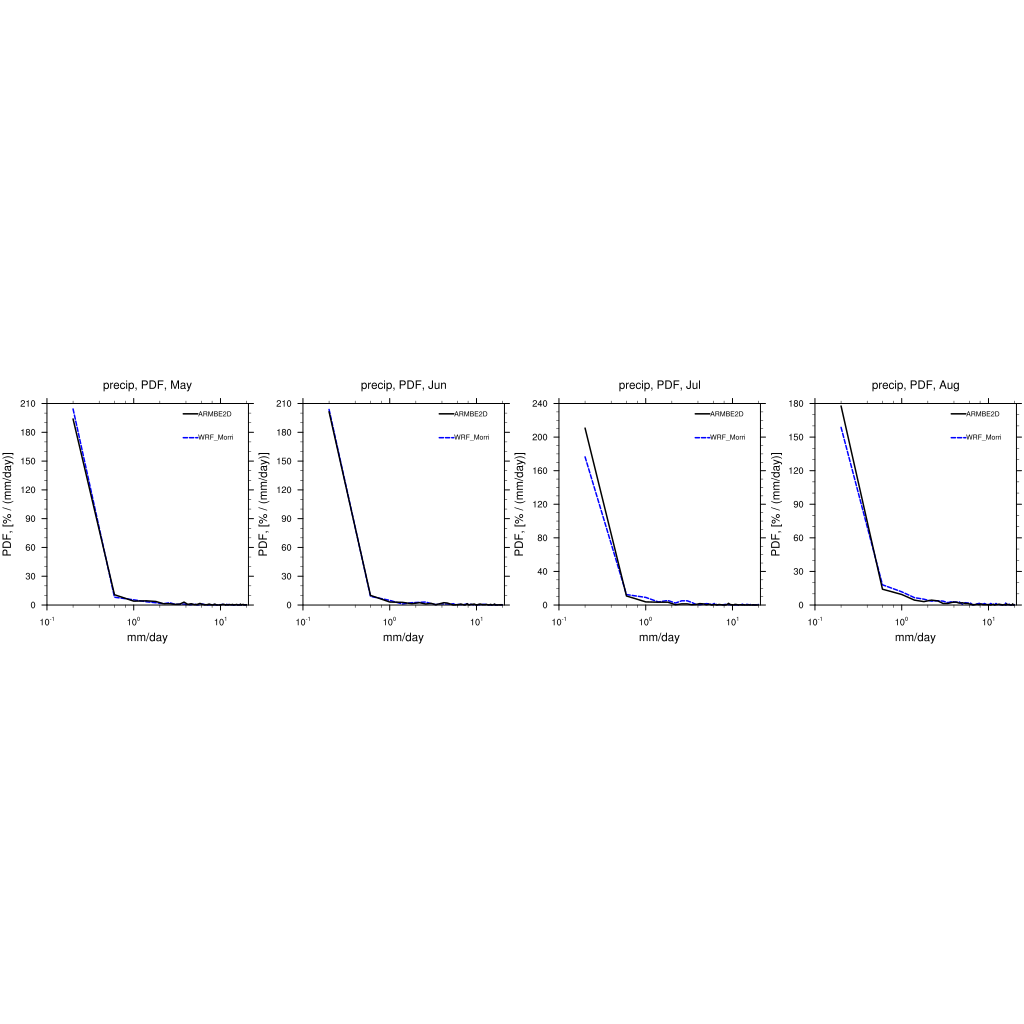 precip, PDF, May
210
180
150
120
90
60
30
0
PDF, [% / (mm/day)]
ARMBE2D
WRF_Morri
10-1
100
101
mm/day
precip, PDF, Jun
210
180
150
120
90
60
30
0
PDF, [% / (mm/day)]
ARMBE2D
WRF_Morri
10-1
100
101
mm/day
precip, PDF, Jul
240
200
160
120
80
40
0
PDF, [% / (mm/day)]
ARMBE2D
WRF_Morri
10-1
100
101
mm/day
precip, PDF, Aug
180
150
120
90
60
30
0
PDF, [% / (mm/day)]
ARMBE2D
WRF_Morri
10-1
100
101
mm/day